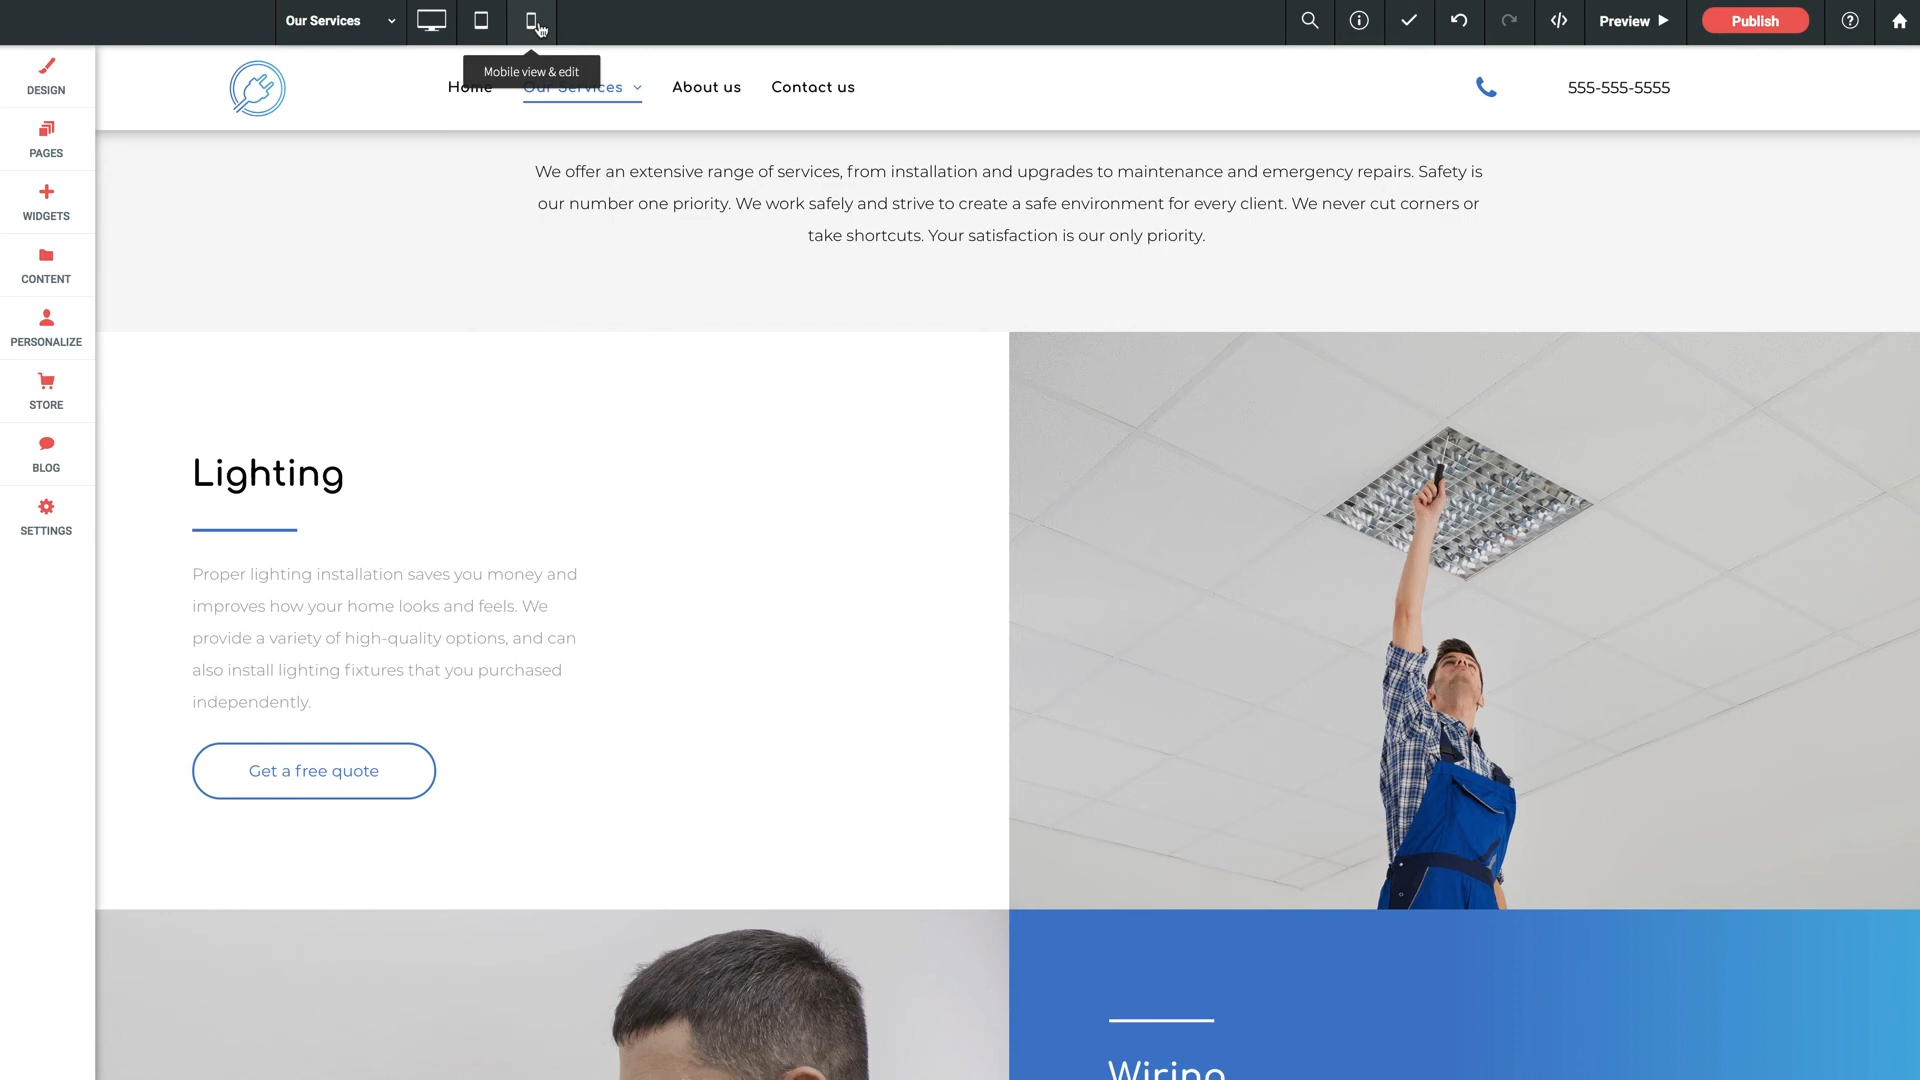 Our Services
Preview
Publish
Mobile view & edit
DESIGN
PAGES
WIDGETS
CONTENT
PERSONALIZE
STORE
BLOG
SETTINGS
Home
Our Services
About us
Contact us
555-555-5555
We offer an extensive range of services, from installation and upgrades to maintenance and emergency repairs. Safety is
our number one priority. We work safely and strive to create a safe environment for every client. We never cut corners or
take shortcuts. Your satisfaction is our only priority.
Lighting
Proper lighting installation saves you money and
improves how your home looks and feels. We
provide a variety of high-quality options, and can
also install lighting fixtures that you purchased
independently.
Get a free quote
Wiring